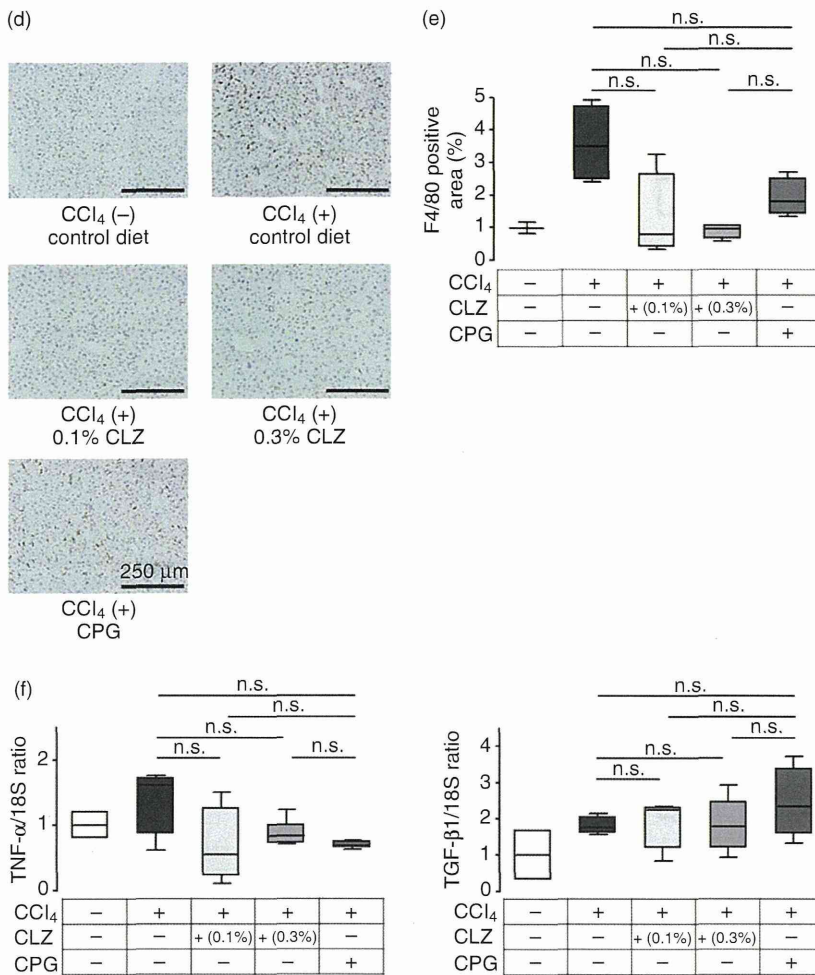 (d)
CCl₄ (−)
control diet
CCl₄ (+)
control diet
CCl₄ (+)
0.1% CLZ
CCl₄ (+)
0.3% CLZ
250 μm
CCl₄ (+)
CPG
(e)
n.s.
n.s.
n.s.
n.s. n.s.
F4/80 positive
area (%)
5
4
3
2
1
0
CCl₄ − + + + +
CLZ − − + (0.1%) + (0.3%) −
CPG − − − − +
(f)
n.s.
n.s.
n.s.
n.s. n.s.
TNF-α/18S ratio
2
1
0
CCl₄ − + + + +
CLZ − − + (0.1%) + (0.3%) −
CPG − − − − +
n.s.
n.s.
n.s.
n.s.
n.s.
TGF-β1/18S ratio
4
3
2
1
0
CCl₄ − + + + +
CLZ − − + (0.1%) + (0.3%) −
CPG − − − − +